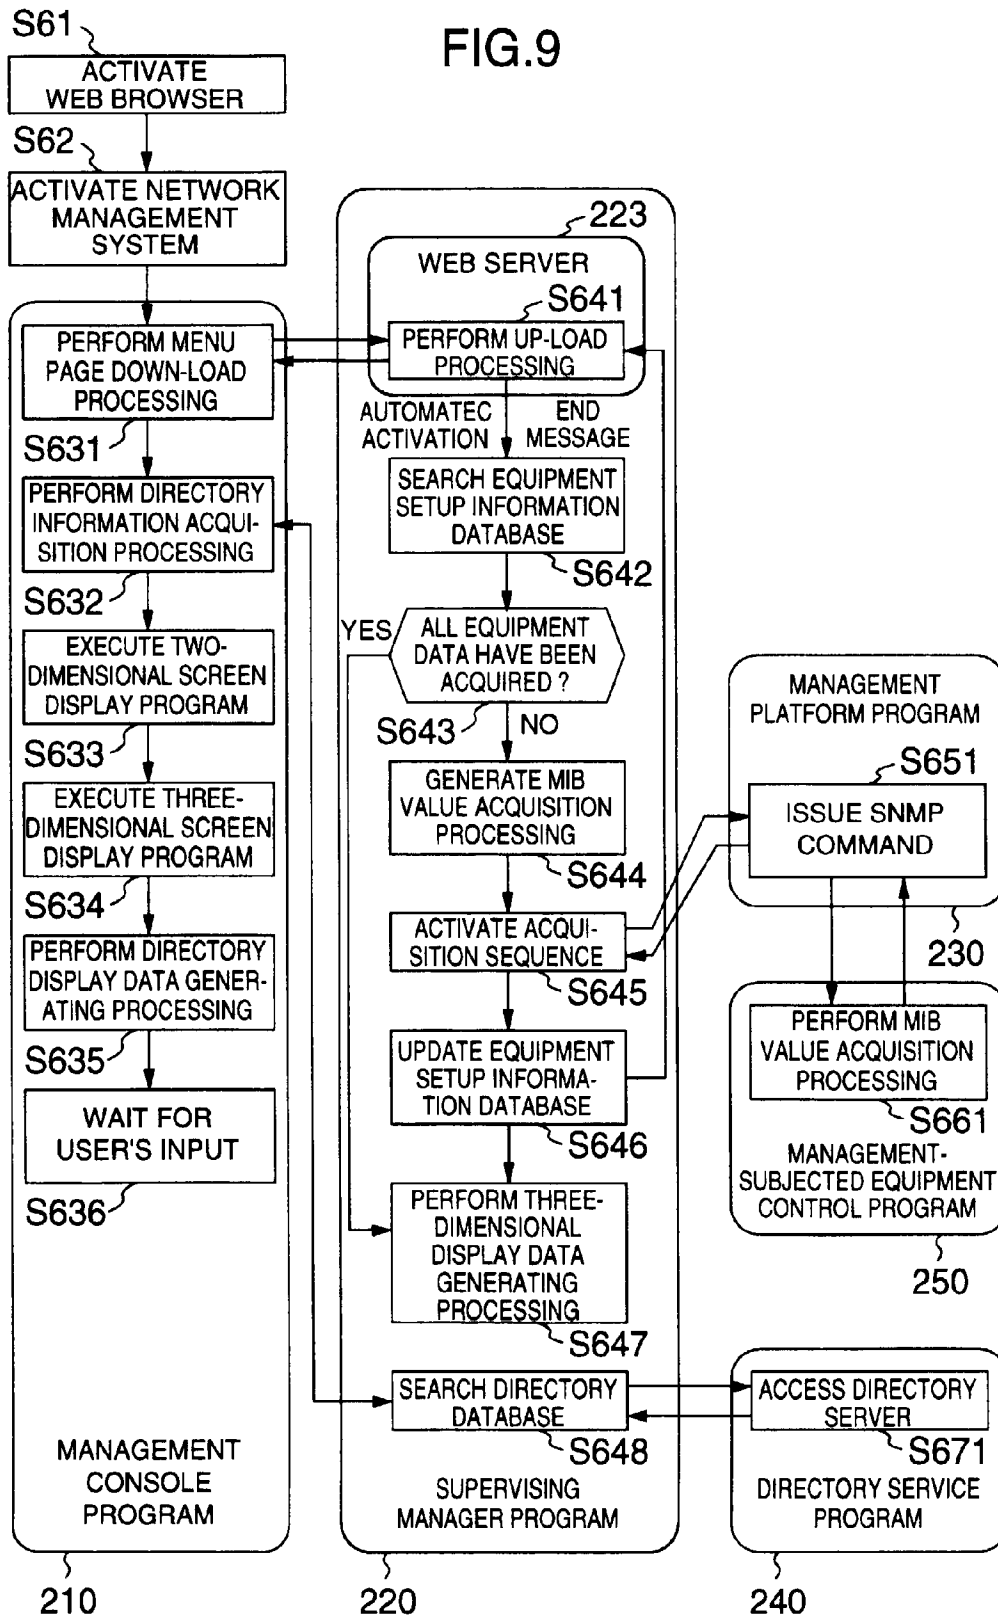 FIG.9
S61
ACTIVATE
WEB BROWSER
S62
ACTIVATE NETWORK
MANAGEMENT
SYSTEM
PERFORM MENU
PAGE DOWN-LOAD
PROCESSING
S631
PERFORM DIRECTORY
INFORMATION ACQUI-
SITION PROCESSING
S632
EXECUTE TWO-
DIMENSIONAL SCREEN
DISPLAY PROGRAM
S633
EXECUTE THREE-
DIMENSIONAL SCREEN
DISPLAY PROGRAM
S634
PERFORM DIRECTORY
DISPLAY DATA GENER-
ATING PROCESSING
S635
WAIT FOR
USER'S INPUT
S636
MANAGEMENT
CONSOLE
PROGRAM
210
223
WEB SERVER
S641
PERFORM UP-LOAD
PROCESSING
AUTOMATEC
ACTIVATION
END
MESSAGE
SEARCH EQUIPMENT
SETUP INFORMATION
DATABASE
S642
YES
ALL EQUIPMENT
DATA HAVE BEEN
ACQUIRED ?
S643
NO
GENERATE MIB
VALUE ACQUISITION
PROCESSING
S644
ACTIVATE ACQUI-
SITION SEQUENCE
S645
UPDATE EQUIPMENT
SETUP INFORMA-
TION DATABASE
S646
PERFORM THREE-
DIMENSIONAL
DISPLAY DATA
GENERATING
PROCESSING
S647
SEARCH DIRECTORY
DATABASE
S648
SUPERVISING
MANAGER PROGRAM
220
MANAGEMENT
PLATFORM PROGRAM
S651
ISSUE SNMP
COMMAND
230
PERFORM MIB
VALUE ACQUISITION
PROCESSING
S661
MANAGEMENT-
SUBJECTED EQUIPMENT
CONTROL PROGRAM
250
ACCESS DIRECTORY
SERVER
S671
DIRECTORY SERVICE
PROGRAM
240